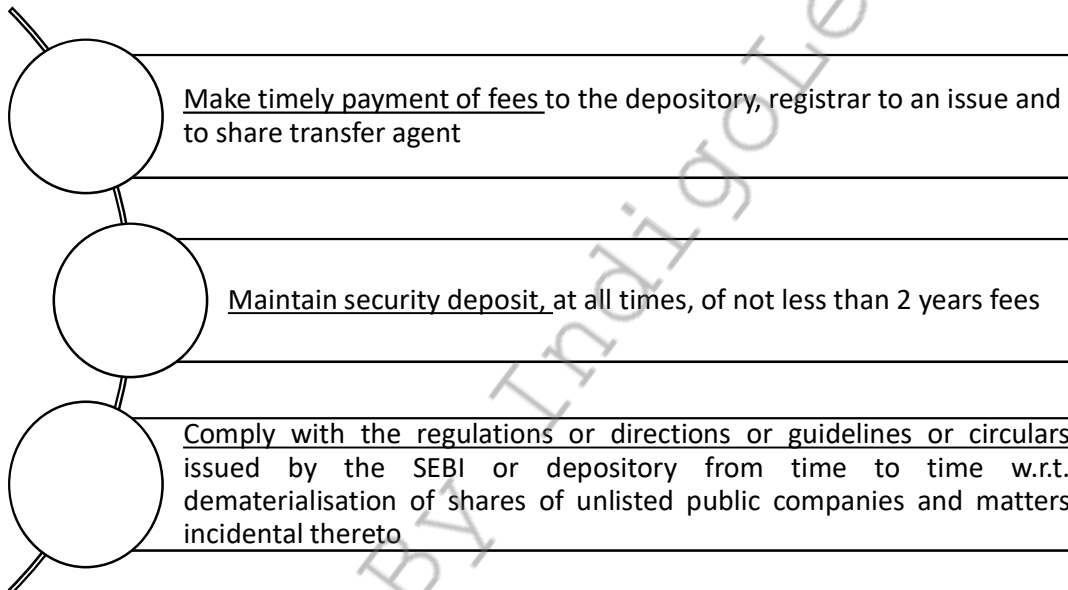 Make timely payment of fees to the depository, registrar to an issue and
to share transfer agent
Maintain security deposit, at all times, of not less than 2 years fees
Comply with the regulations or directions or guidelines or circulars
issued by the SEBI or depository from time to time w.r.t.
dematerialisation of shares of unlisted public companies and matters
incidental thereto
By IndigoLe